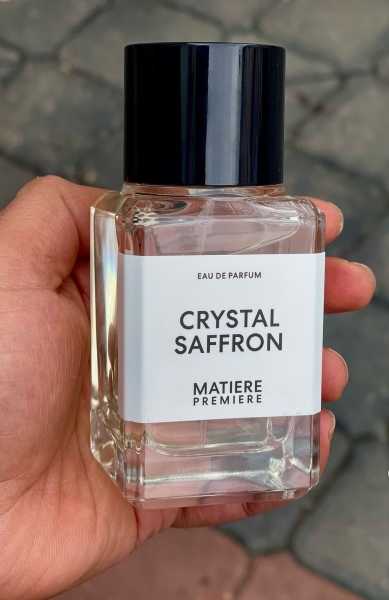 EAU DE PARFUM
CRYSTAL
SAFFRON
MATIERE
PREMIERE